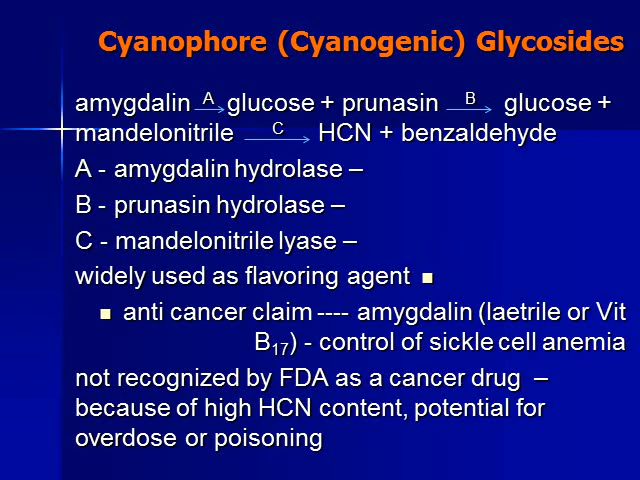 Cyanophore (Cyanogenic) Glycosides
amygdalin A glucose + prunasin B glucose +
mandelonitrile C HCN + benzaldehyde
A - amygdalin hydrolase –
B - prunasin hydrolase –
C - mandelonitrile lyase –
widely used as flavoring agent ■
■ anti cancer claim ---- amygdalin (laetrile or Vit
B₁₇) - control of sickle cell anemia
not recognized by FDA as a cancer drug –
because of high HCN content, potential for
overdose or poisoning